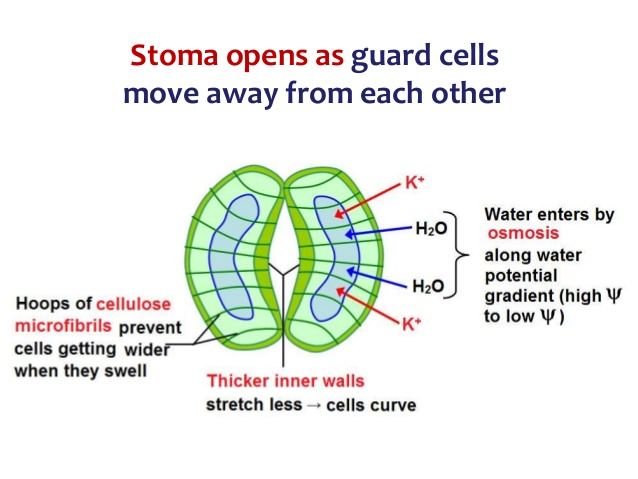 Stoma opens as guard cells
move away from each other
K⁺
H₂O
H₂O
K⁺
Water enters by
osmosis
along water
potential
gradient (high Ψ
to low Ψ)
Hoops of cellulose
microfibrils prevent
cells getting wider
when they swell
Thicker inner walls
stretch less → cells curve